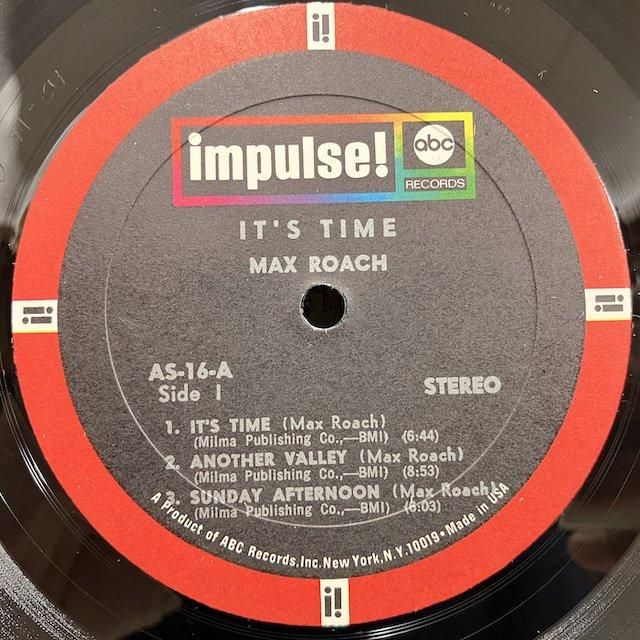 i!
impulse!
abc
RECORDS
IT'S TIME
MAX ROACH
i!
i!
AS-16-A
Side 1
STEREO
1. IT'S TIME (Max Roach)
(Milma Publishing Co.,—BMI) (6:44)
2. ANOTHER VALLEY (Max Roach)
(Milma Publishing Co.,—BMI) (8:53)
3. SUNDAY AFTERNOON (Max Roach)
(Milma Publishing Co.,—BMI) (6:03)
A Product of ABC Records, Inc. New York, N.Y. 10019 • Made in USA
i!